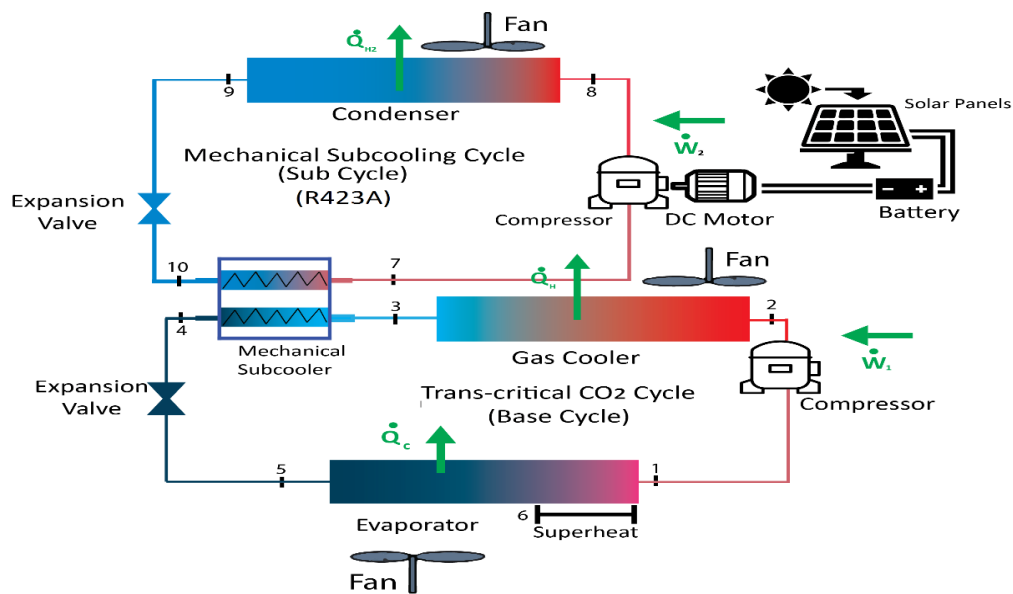 Fan
Q̇H2
9
8
Condenser
Solar Panels
Mechanical Subcooling Cycle
(Sub Cycle)
(R423A)
Ẇ2
Expansion
Valve
Compressor
DC Motor
Battery
10
7
Fan
Q̇H
4
3
2
Mechanical
Subcooler
Gas Cooler
Ẇ1
Expansion
Valve
Trans-critical CO2 Cycle
(Base Cycle)
Compressor
Q̇C
5
1
6
Evaporator
Superheat
Fan